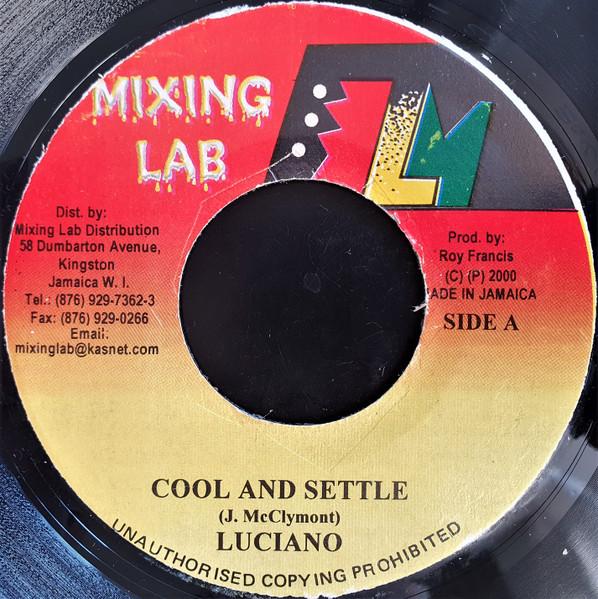 MIXING
LAB
Dist. by:
Mixing Lab Distribution
58 Dumbarton Avenue,
Kingston
Jamaica W. I.
Tel.: (876) 929-7362-3
Fax: (876) 929-0266
Email:
mixinglab@kasnet.com
Prod. by:
Roy Francis
(C) (P) 2000
ADE IN JAMAICA
SIDE A
COOL AND SETTLE
(J. McClymont)
LUCIANO
UNAUTHORISED COPYING PROHIBITED